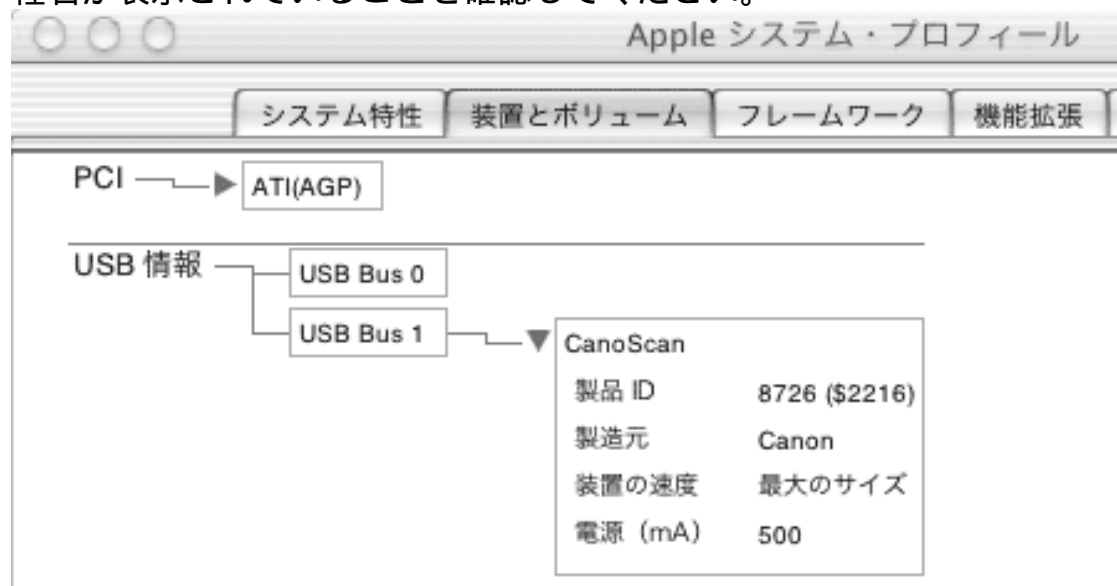 Apple システム・プロフィール
システム特性 装置とボリューム フレームワーク 機能拡張
PCI ATI(AGP)
USB 情報 USB Bus 0
USB Bus 1
CanoScan
製品 ID 8726 ($2216)
製造元 Canon
装置の速度 最大のサイズ
電源（mA） 500